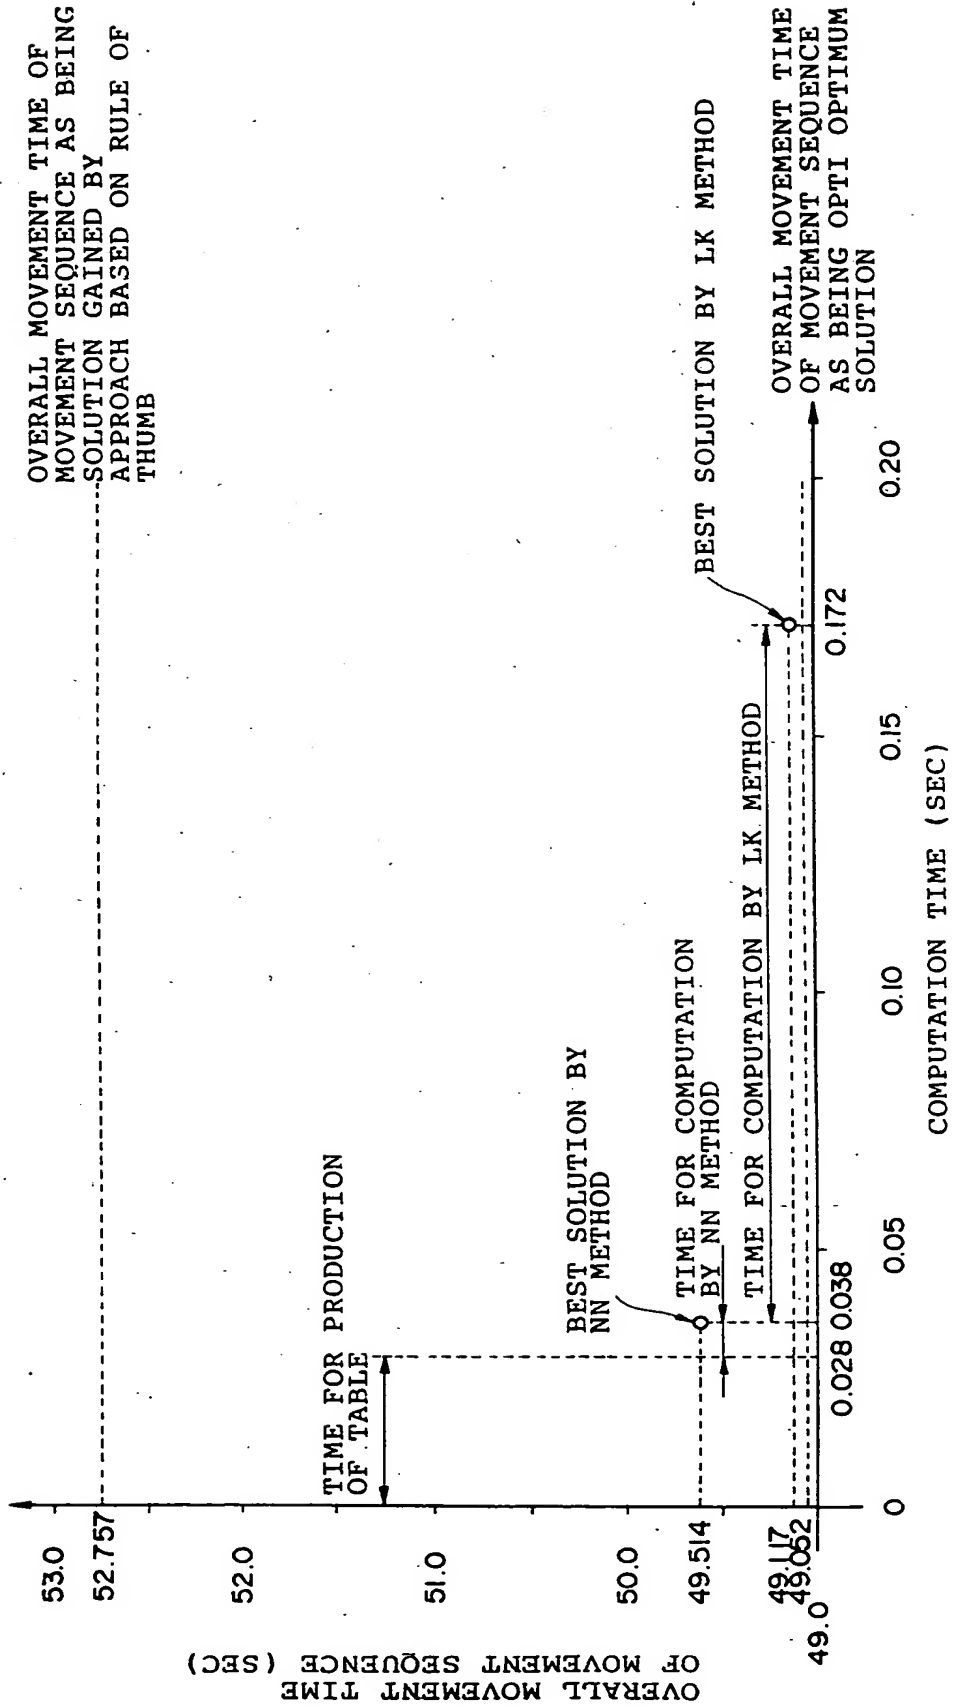 OVERALL MOVEMENT TIME
OF MOVEMENT SEQUENCE (SEC)
53.0
52.757
52.0
51.0
50.0
49.514
49.117
49.052
49.0
OVERALL MOVEMENT TIME OF
MOVEMENT SEQUENCE AS BEING
SOLUTION GAINED BY
APPROACH BASED ON RULE OF
THUMB
TIME FOR PRODUCTION
OF TABLE
BEST SOLUTION BY
NN METHOD
TIME FOR COMPUTATION
BY NN METHOD
TIME FOR COMPUTATION BY LK METHOD
BEST SOLUTION BY LK METHOD
OVERALL MOVEMENT TIME
OF MOVEMENT SEQUENCE
AS BEING OPTI OPTIMUM
SOLUTION
0.028 0.038
0.172
0
0.05
0.10
0.15
0.20
COMPUTATION TIME (SEC)